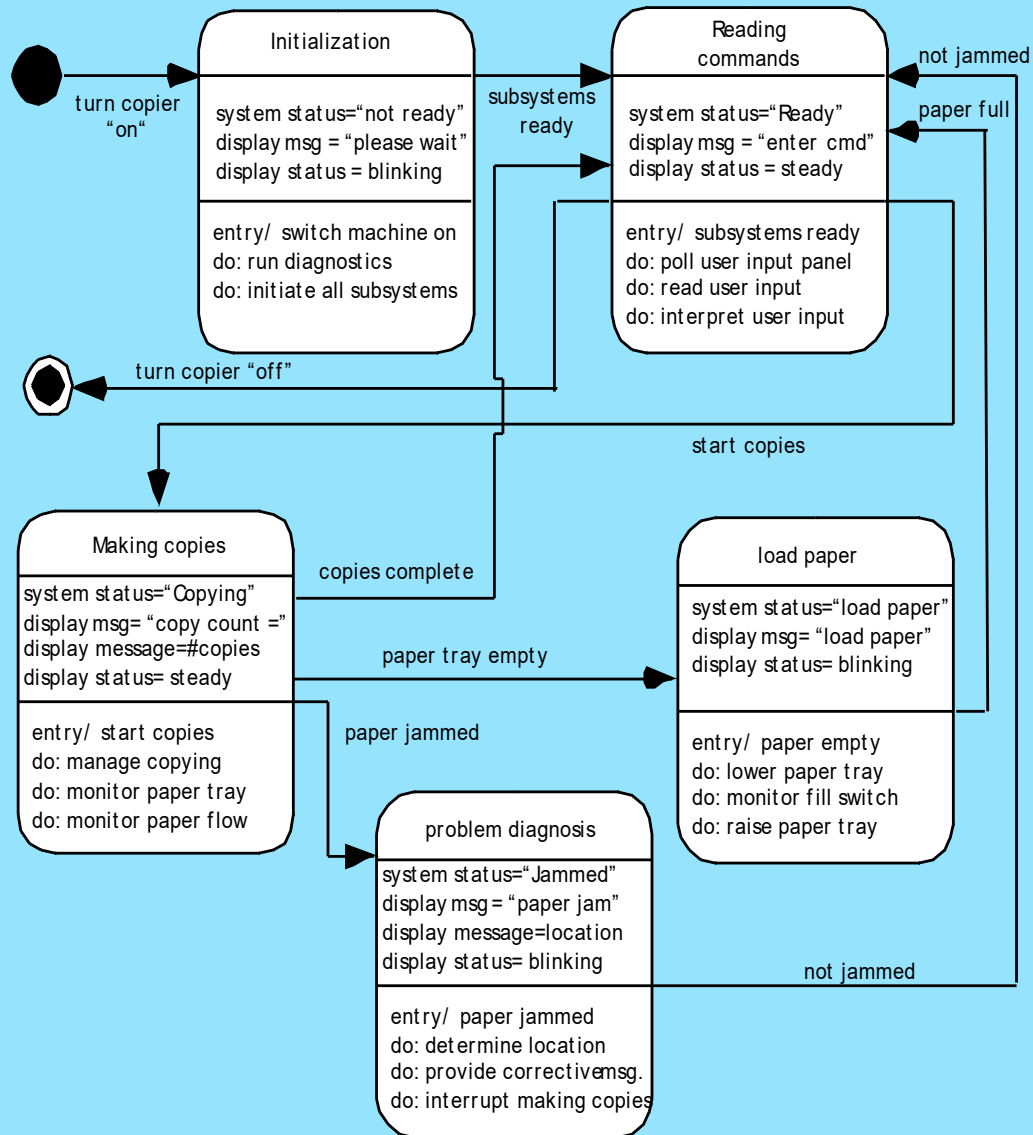 Initialization
system status=“not ready”
display msg = “please wait”
display status = blinking
entry/ switch machine on
do: run diagnostics
do: initiate all subsystems
turn copier
“on“
subsystems
ready
Reading
commands
system status=“Ready”
display msg = “enter cmd”
display status = steady
entry/ subsystems ready
do: poll user input panel
do: read user input
do: interpret user input
not jammed
paper full
turn copier “off”
start copies
Making copies
system status=“Copying”
display msg= “copy count =”
display message=#copies
display status= steady
entry/ start copies
do: manage copying
do: monitor paper tray
do: monitor paper flow
copies complete
paper tray empty
paper jammed
load paper
system status=“load paper”
display msg= “load paper”
display status= blinking
entry/ paper empty
do: lower paper tray
do: monitor fill switch
do: raise paper tray
problem diagnosis
system status=“Jammed”
display msg = “paper jam”
display message=location
display status= blinking
entry/ paper jammed
do: determine location
do: provide correctivemsg.
do: interrupt making copies
not jammed